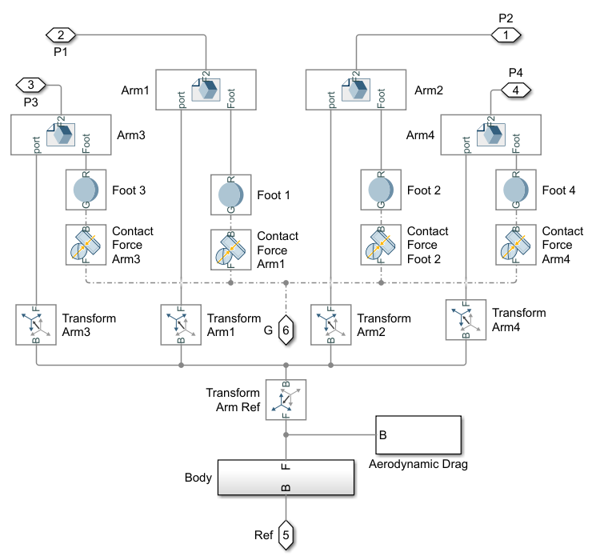 P2
2
1
P1
3
P4
P3
4
F2
F2
Arm1
Arm2
port
Foot
port
Foot
F2
F2
Arm3
Arm4
port
Foot
port
Foot
R
R
R
R
Foot 3
Foot 1
Foot 2
Foot 4
G
G
G
G
B
B
B
B
Contact
Force
Arm3
Contact
Force
Arm1
Contact
Force
Foot 2
Contact
Force
Arm4
F
F
F
F
F
F
F
F
Transform
Arm3
Transform
Arm1
G
6
Transform
Arm2
Transform
Arm4
B
B
B
B
Transform
Arm Ref
B
F
B
Aerodynamic Drag
Body
F
B
Ref
5